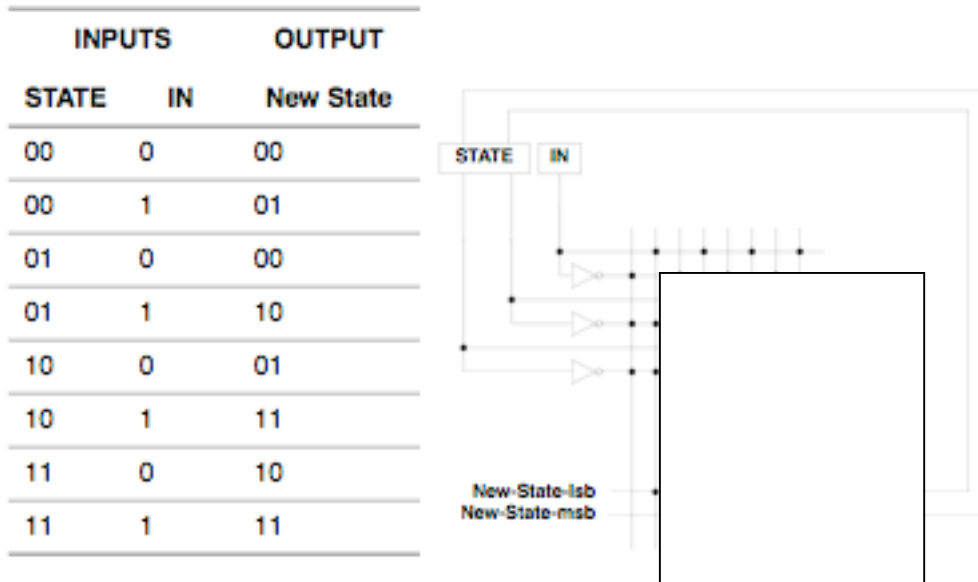 INPUTS OUTPUT
STATE IN New State
00 0 00
00 1 01
01 0 00
01 1 10
10 0 01
10 1 11
11 0 10
11 1 11
STATE IN
New-State-lsb
New-State-msb